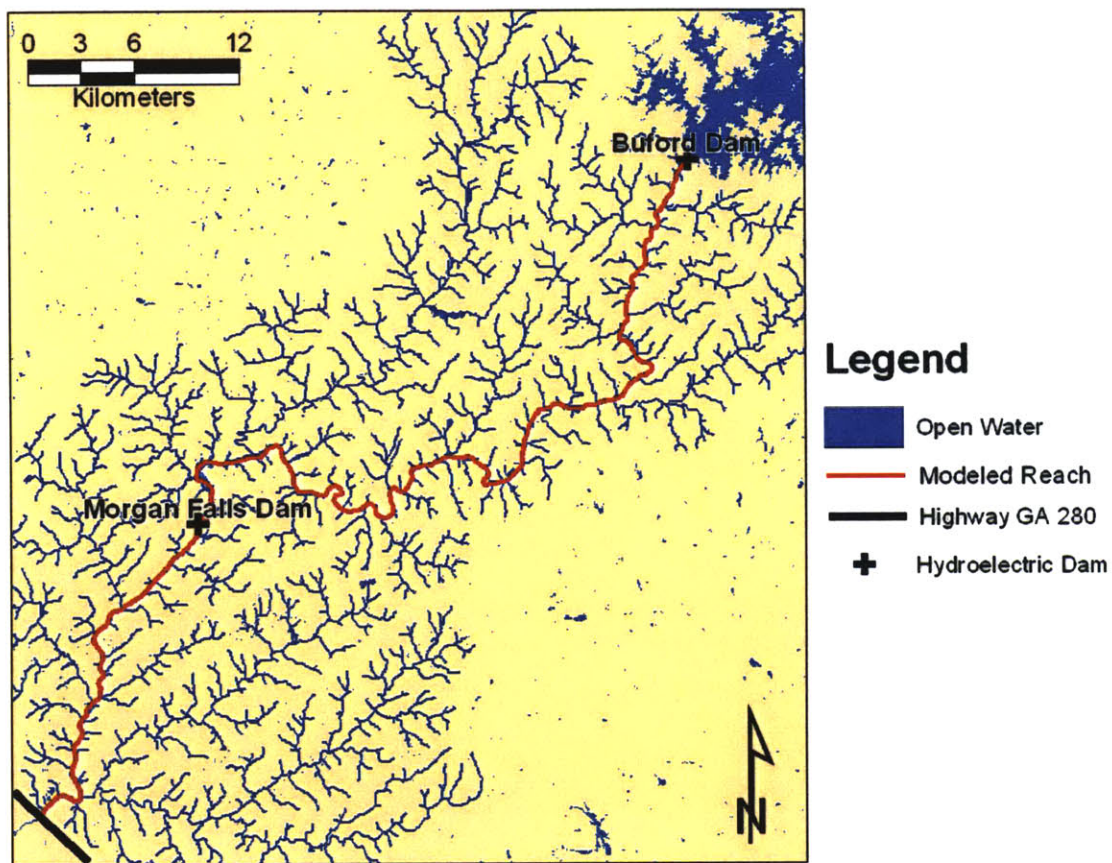 0 3 6 12
Kilometers
Buford Dam
Morgan Falls Dam
N
Legend
Open Water
Modeled Reach
Highway GA 280
Hydroelectric Dam